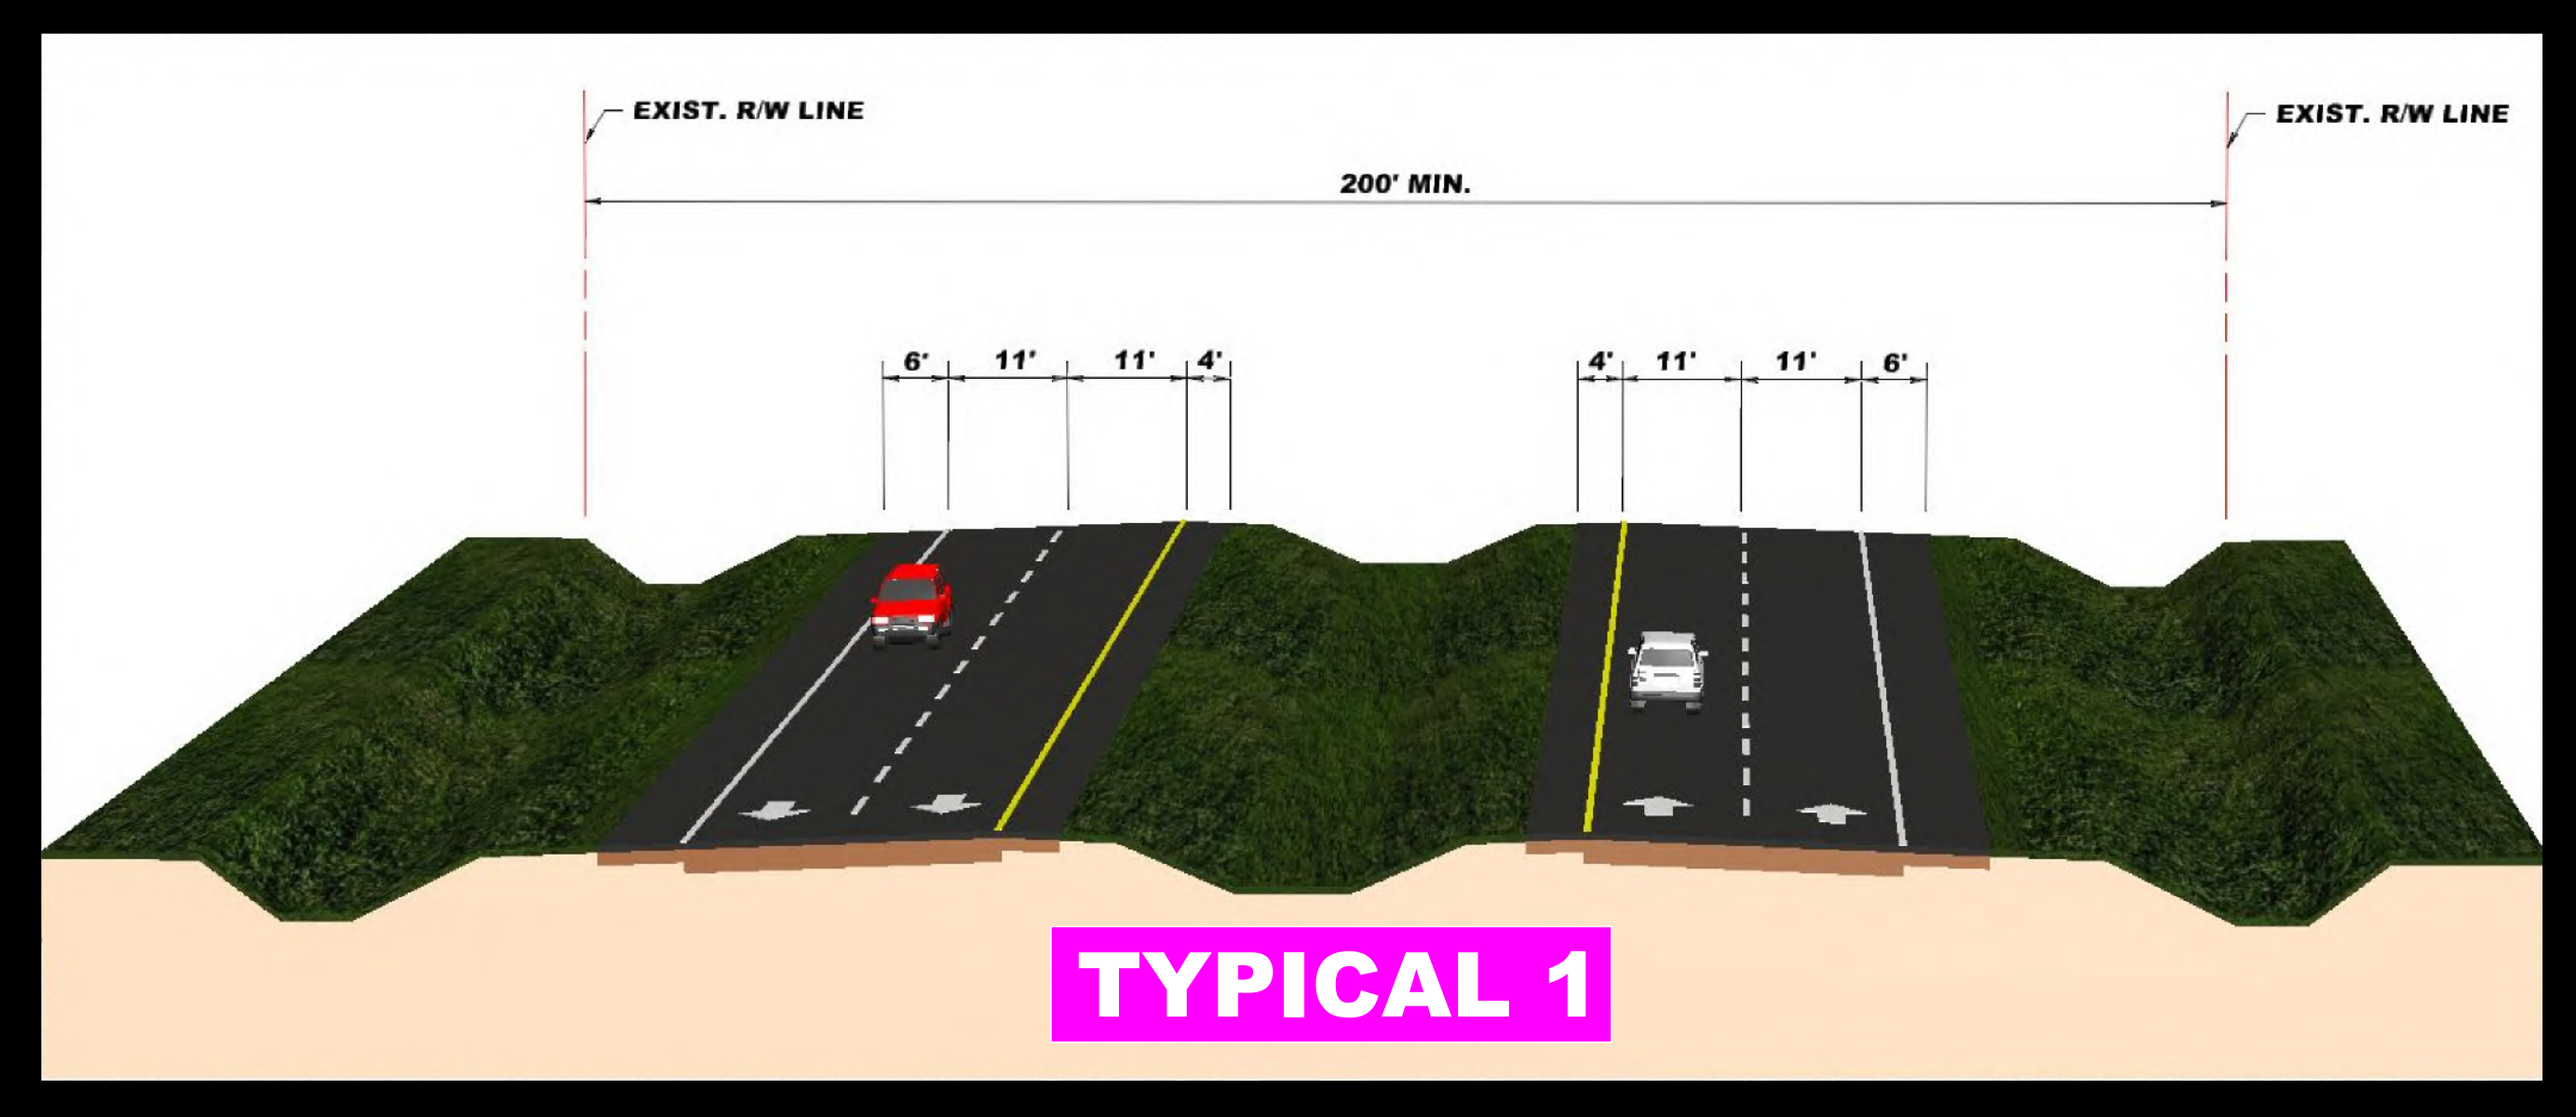 EXIST. R/W LINE
EXIST. R/W LINE
200' MIN.
6' 11' 11' 4'
4' 11' 11' 6'
TYPICAL 1